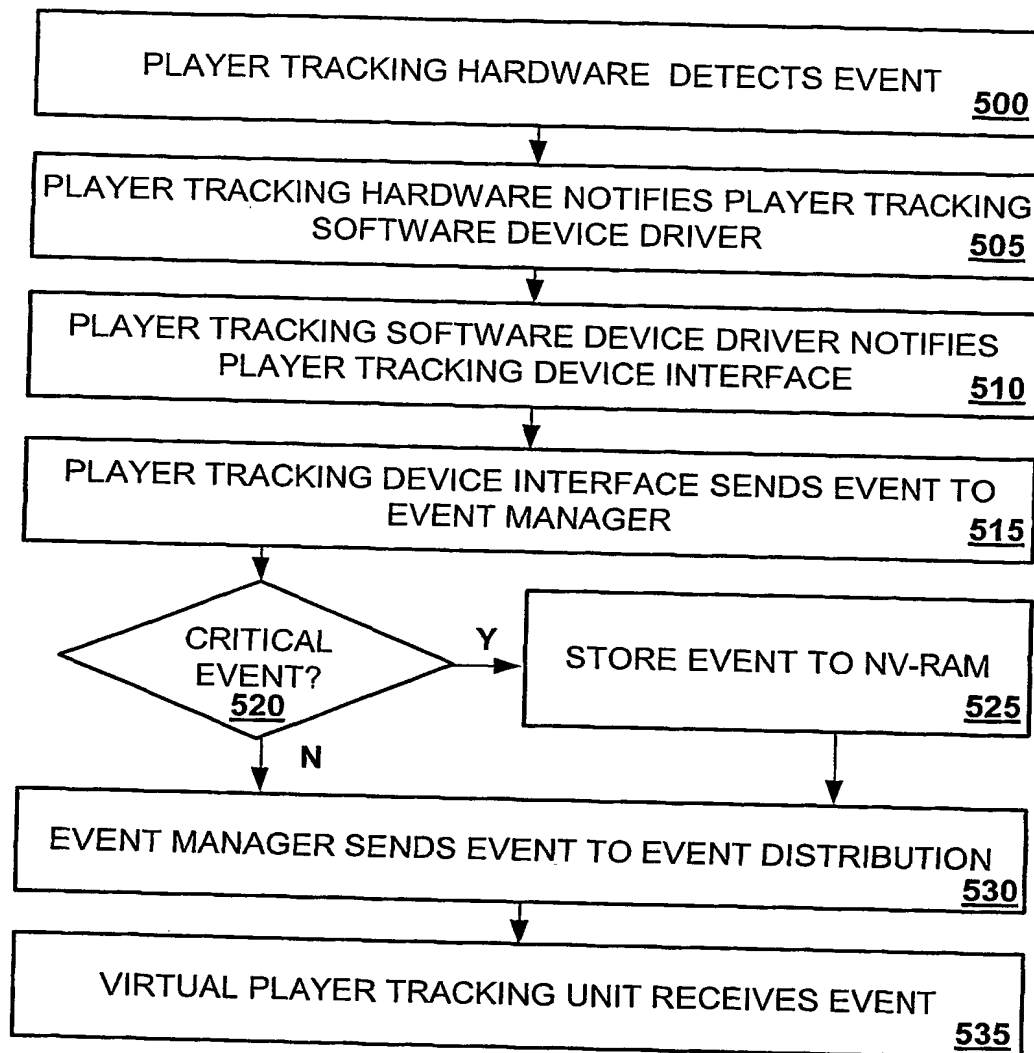 PLAYER TRACKING HARDWARE DETECTS EVENT
500
PLAYER TRACKING HARDWARE NOTIFIES PLAYER TRACKING
SOFTWARE DEVICE DRIVER
505
PLAYER TRACKING SOFTWARE DEVICE DRIVER NOTIFIES
PLAYER TRACKING DEVICE INTERFACE
510
PLAYER TRACKING DEVICE INTERFACE SENDS EVENT TO
EVENT MANAGER
515
CRITICAL
EVENT?
520
Y
STORE EVENT TO NV-RAM
525
N
EVENT MANAGER SENDS EVENT TO EVENT DISTRIBUTION
530
VIRTUAL PLAYER TRACKING UNIT RECEIVES EVENT
535